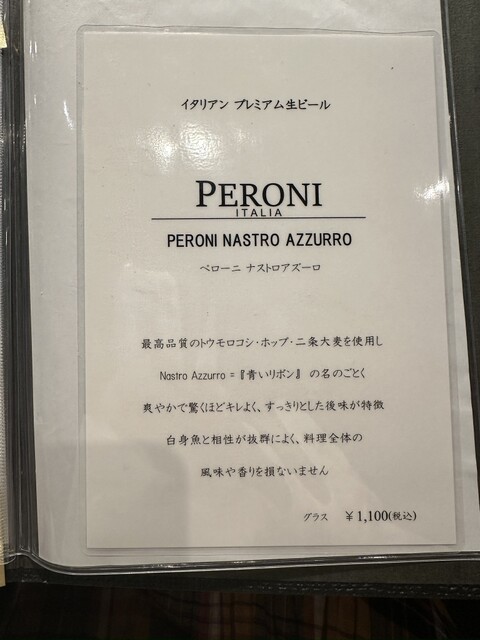 イタリアン プレミアム生ビール
PERONI
ITALIA
PERONI NASTRO AZZURRO
ペローニ ナストロアズーロ
最高品質のトウモロコシ・ホップ・二条大麦を使用し
Nastro Azzurro = 『青いリボン』 の名のごとく
爽やかで驚くほどキレよく、すっきりとした後味が特徴
白身魚と相性が抜群によく、料理全体の
風味や香りを損ないません
グラス ¥1,100(税込)